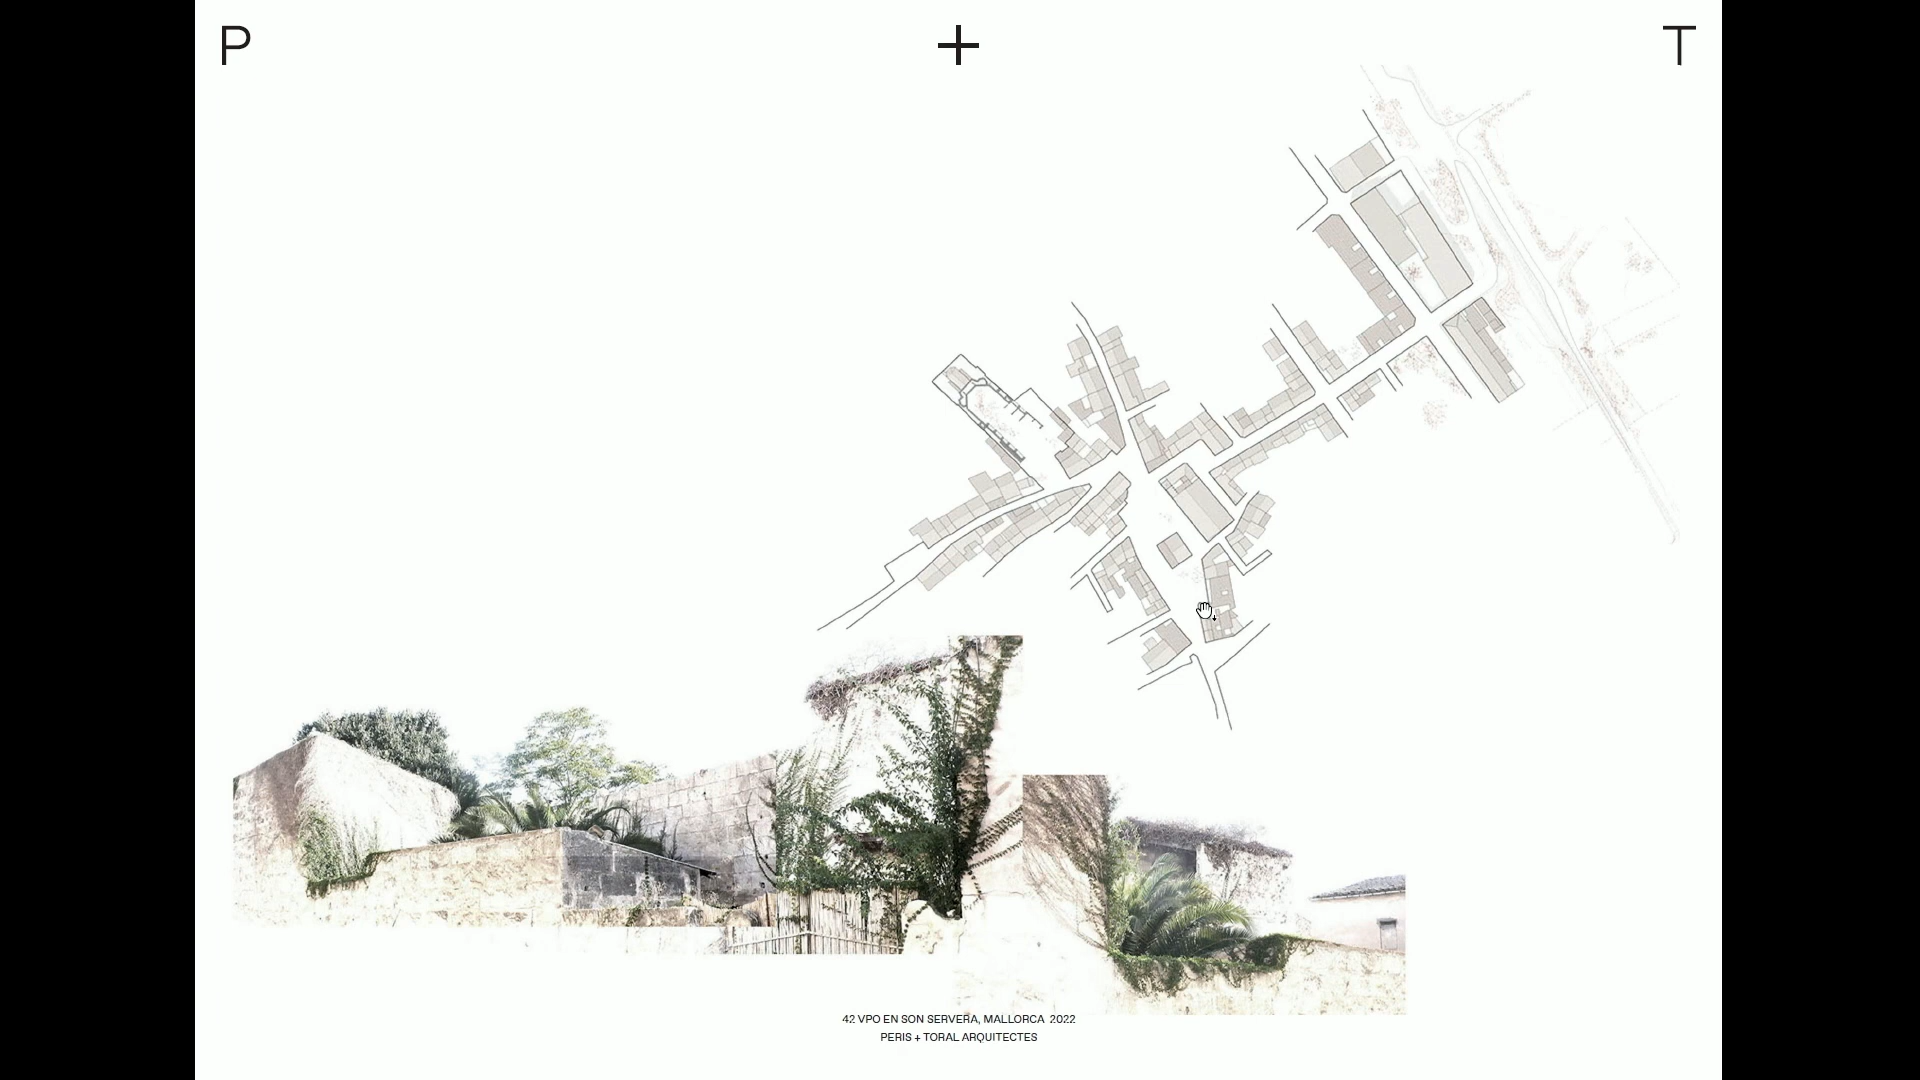 P + T
42 VPO EN SON SERVERA, MALLORCA 2022
PERIS + TORAL ARQUITECTES